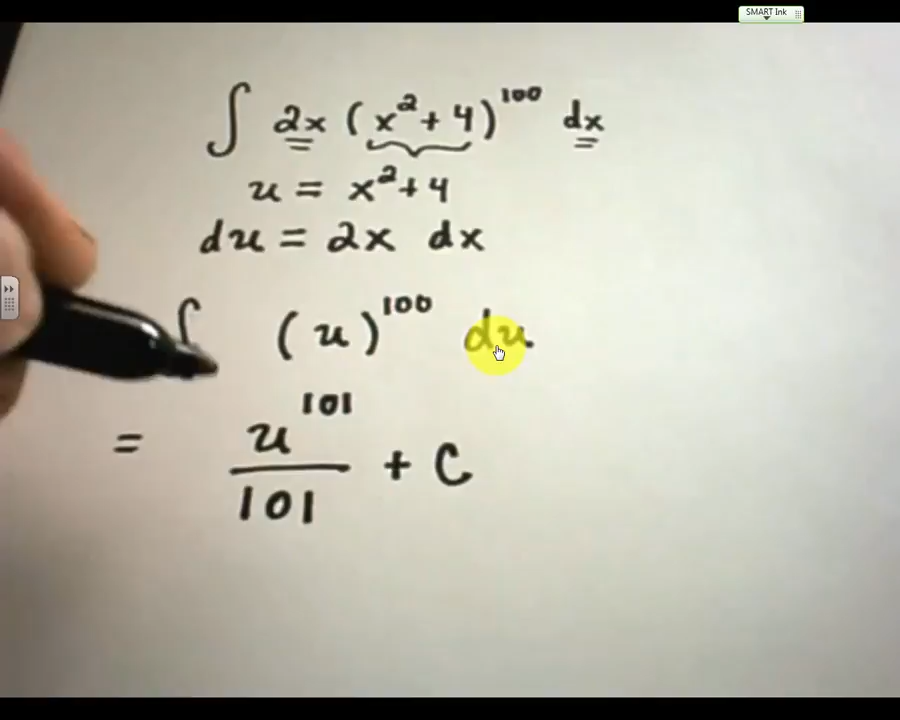 SMART Ink
∫ 2x (x²+4)¹⁰⁰ dx
u = x²+4
du = 2x dx
∫ (u)¹⁰⁰ du
= u¹⁰¹/101 + C